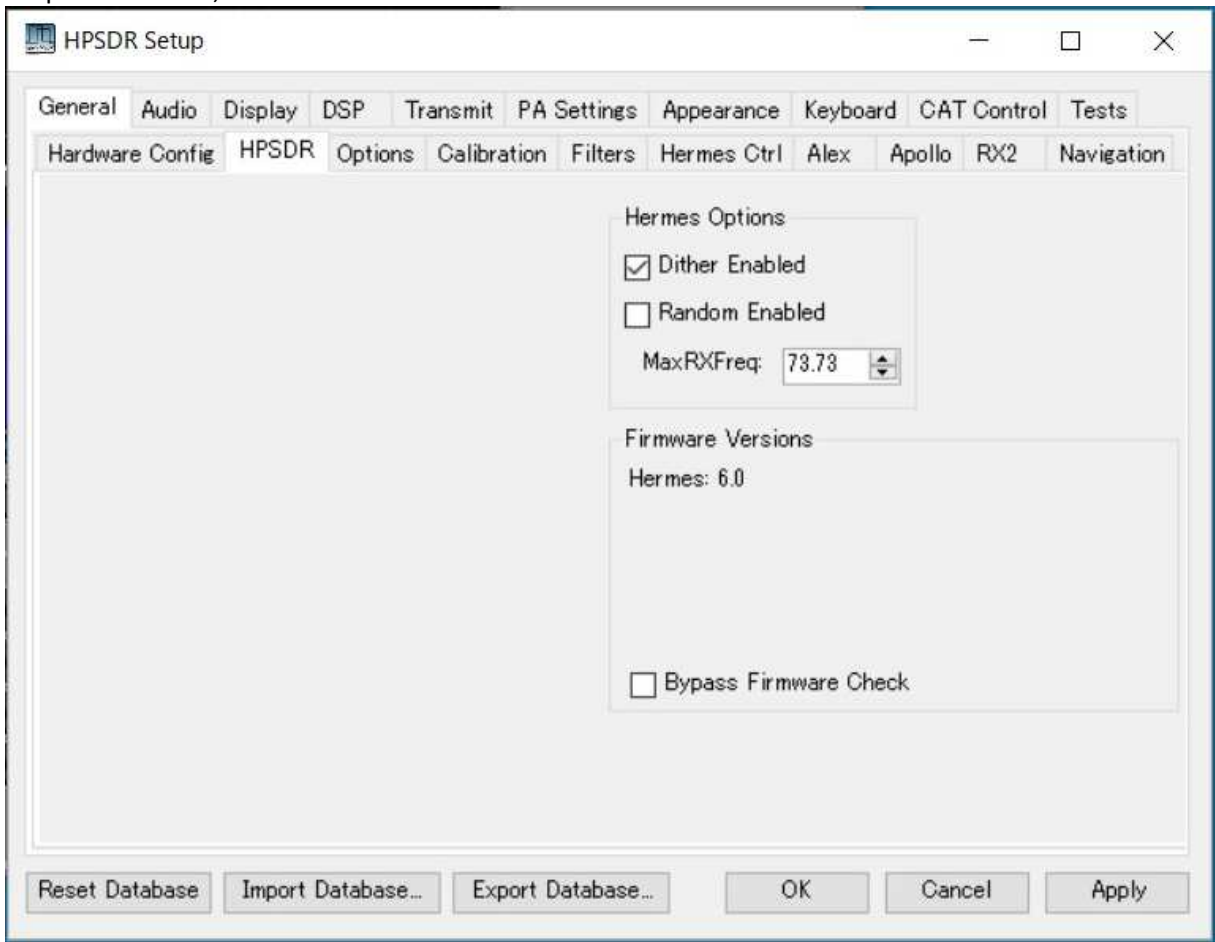 HPSDR Setup
General Audio Display DSP Transmit PA Settings Appearance Keyboard CAT Control Tests
Hardware Config HPSDR Options Calibration Filters Hermes Ctrl Alex Apollo RX2 Navigation
Hermes Options
Dither Enabled
Random Enabled
MaxRXFreq: 73.73
Firmware Versions
Hermes: 6.0
Bypass Firmware Check
Reset Database Import Database... Export Database... OK Cancel Apply